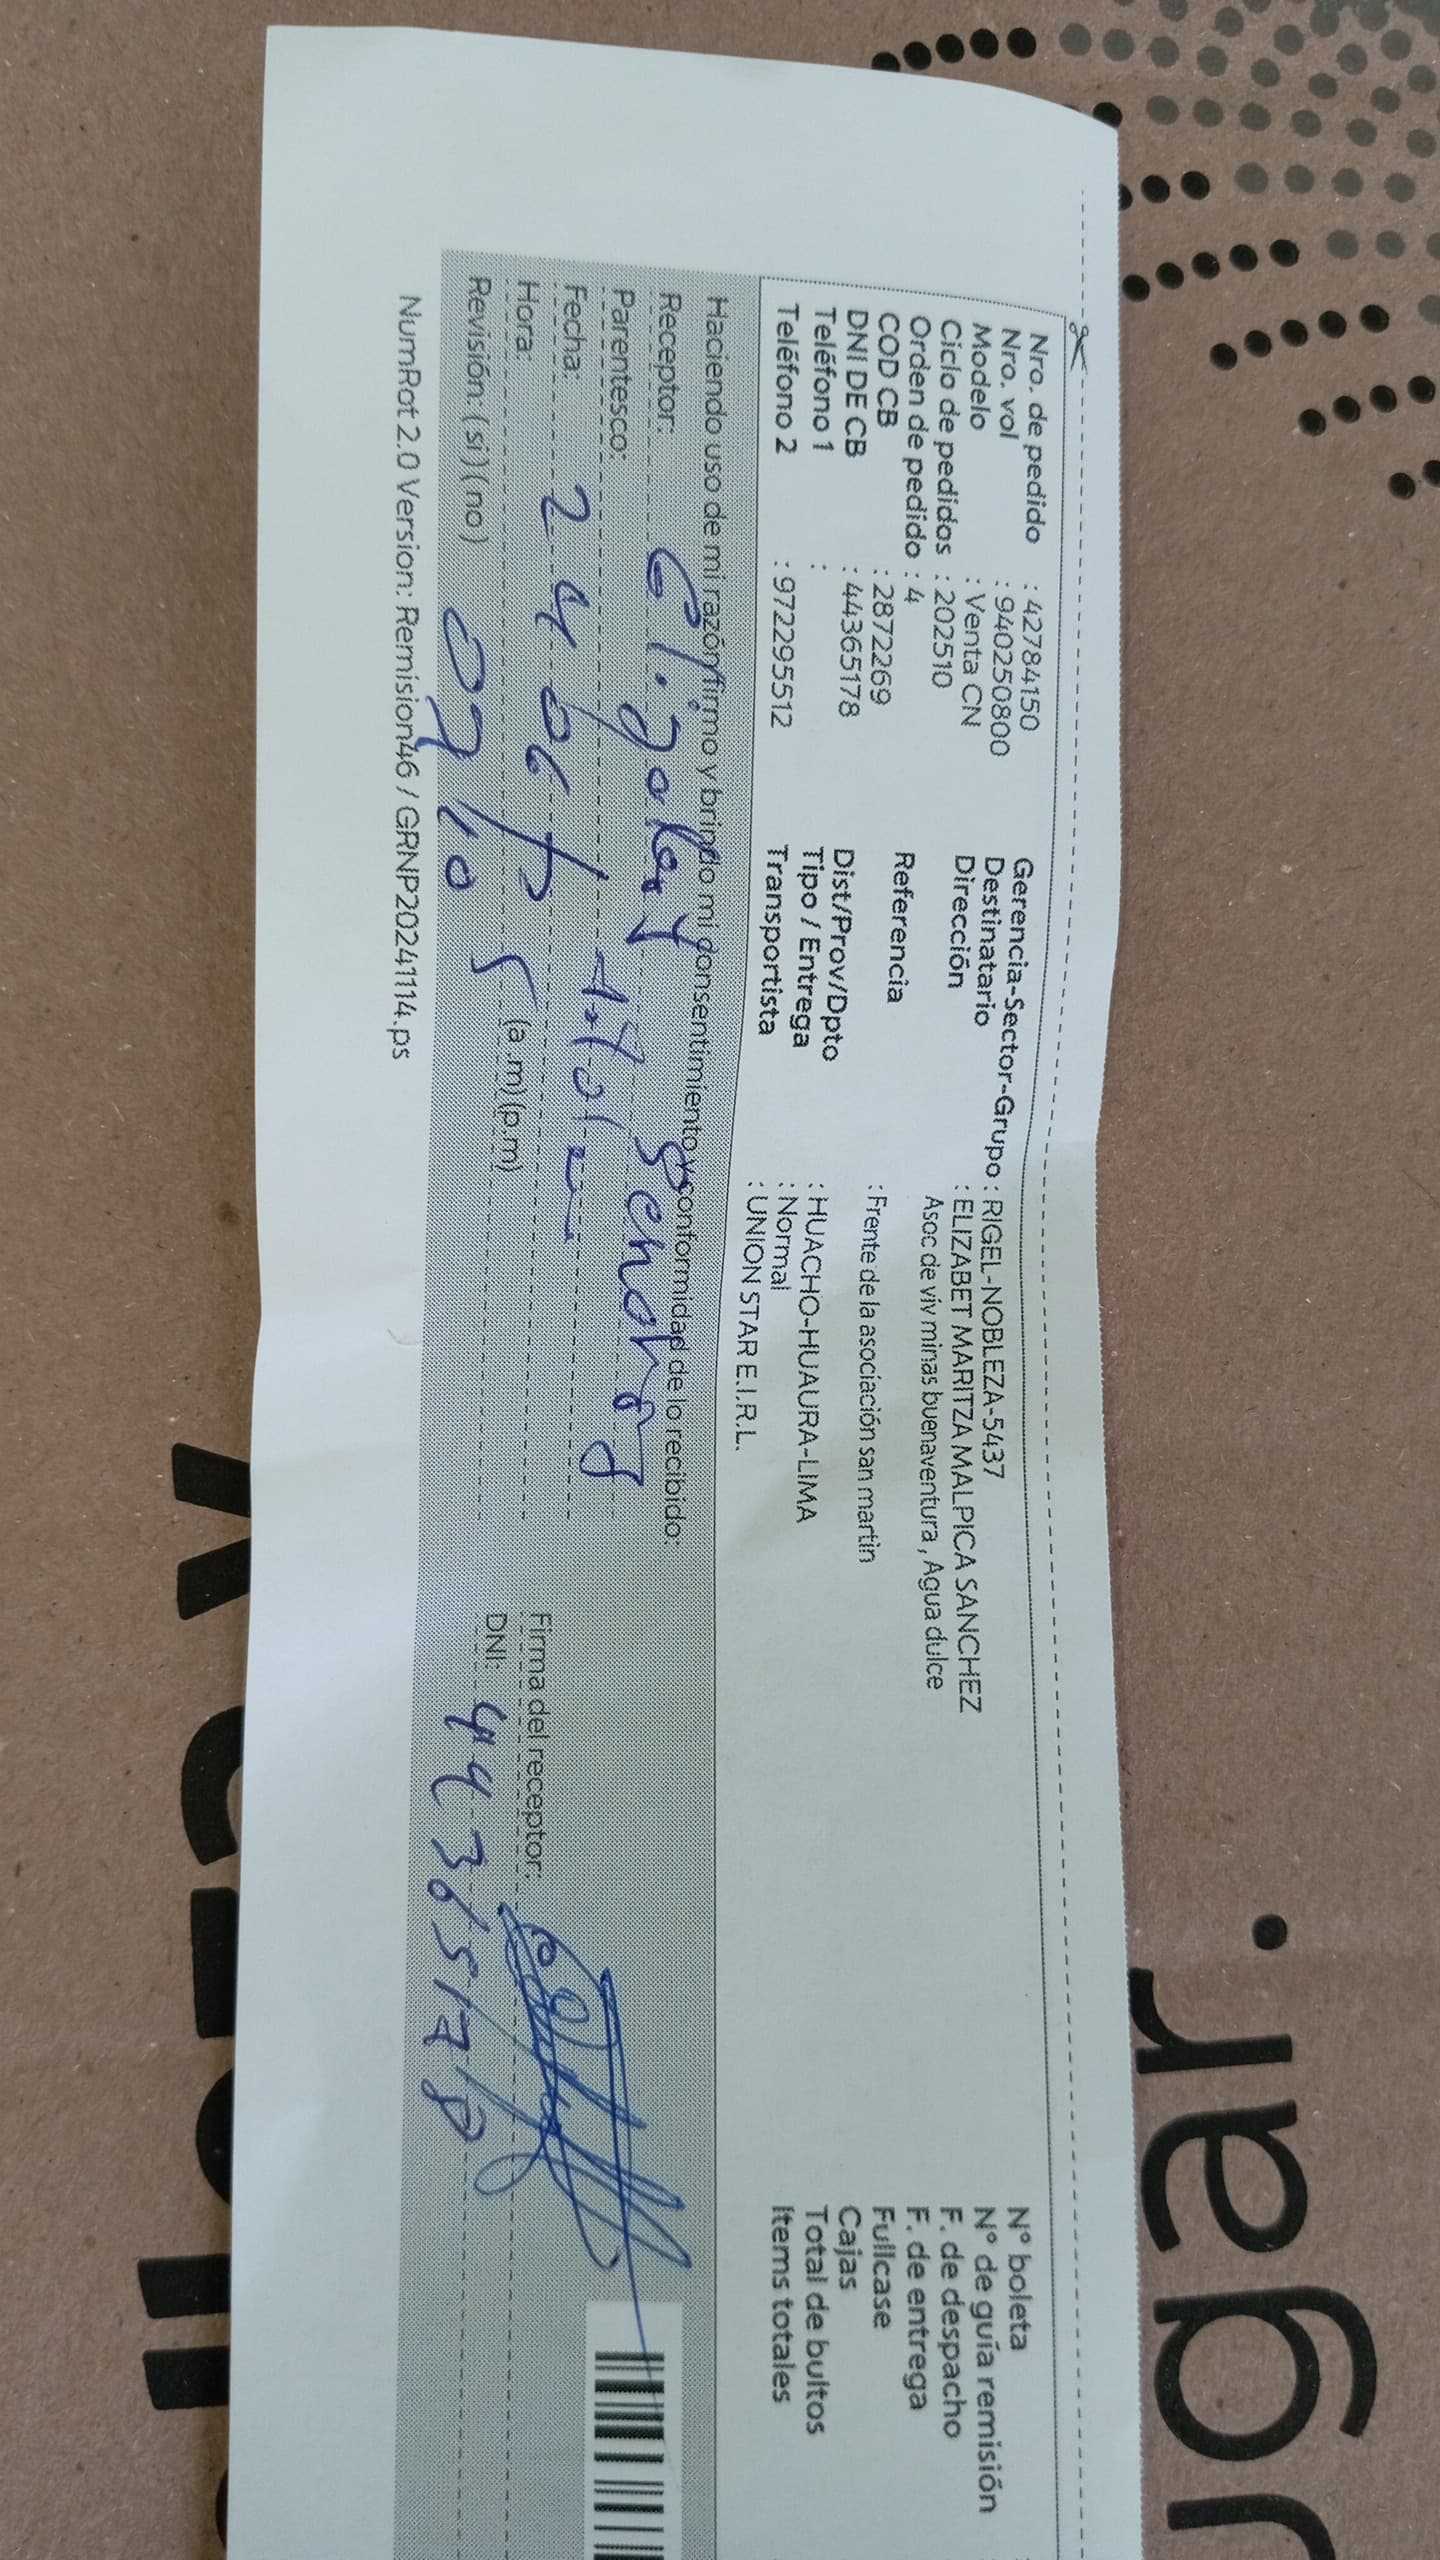 Nro. de pedido : 42784150
Nro. vol : 940250800
Modelo : Venta CN
Ciclo de pedidos : 202510
Orden de pedido : 4
COD CB : 2872269
DNI DE CB : 44365178
Teléfono 1 :
Teléfono 2 : 972295512
Gerencia-Sector-Grupo : RIGEL-NOBLEZA-5437
Destinatario : ELIZABET MARITZA MALPICA SANCHEZ
Dirección Asoc de viv minas buenaventura , Agua dulce
Referencia : Frente de la asociación san martin
Dist/Prov/Dpto : HUACHO-HUAURA-LIMA
Tipo / Entrega : Normal
Transportista : UNION STAR E.I.R.L.
N° boleta
N° de guía remisión
F. de despacho
F. de entrega
Fullcase
Cajas
Total de bultos
Items totales
Haciendo uso de mi razón firmo y brindo mi consentimiento y conformidad de lo recibido:
Receptor:
Parentesco:
Fecha: 24 06
Hora: 09 10 (a.m)(p.m)
Revisión: (si)(no)
Firma del receptor:
DNI: 44365178
NumRot 2.0 Version: Remision46 / GRNP20241114.ps
ugar.